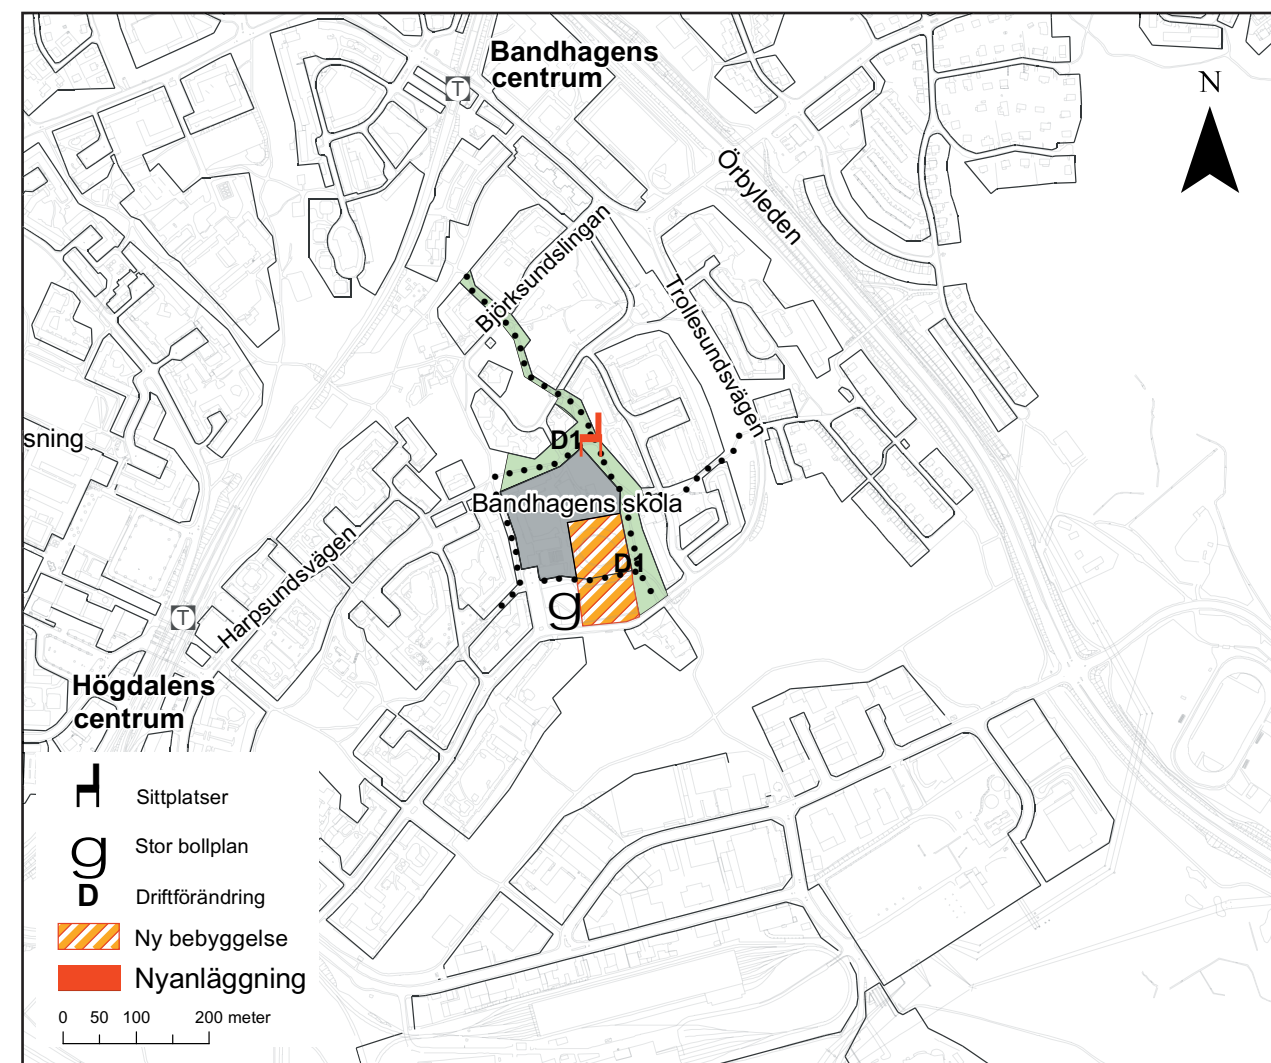 Bandhagens
centrum
T
N
Örbyleden
Björksundslingan
Trollesundsvägen
sning
D1
Bandhagens skola
Harpsundsvägen
D1
g
T
Högdalens
centrum
Sittplatser
g Stor bollplan
D Driftförändring
Ny bebyggelse
Nyanläggning
0 50 100 200 meter